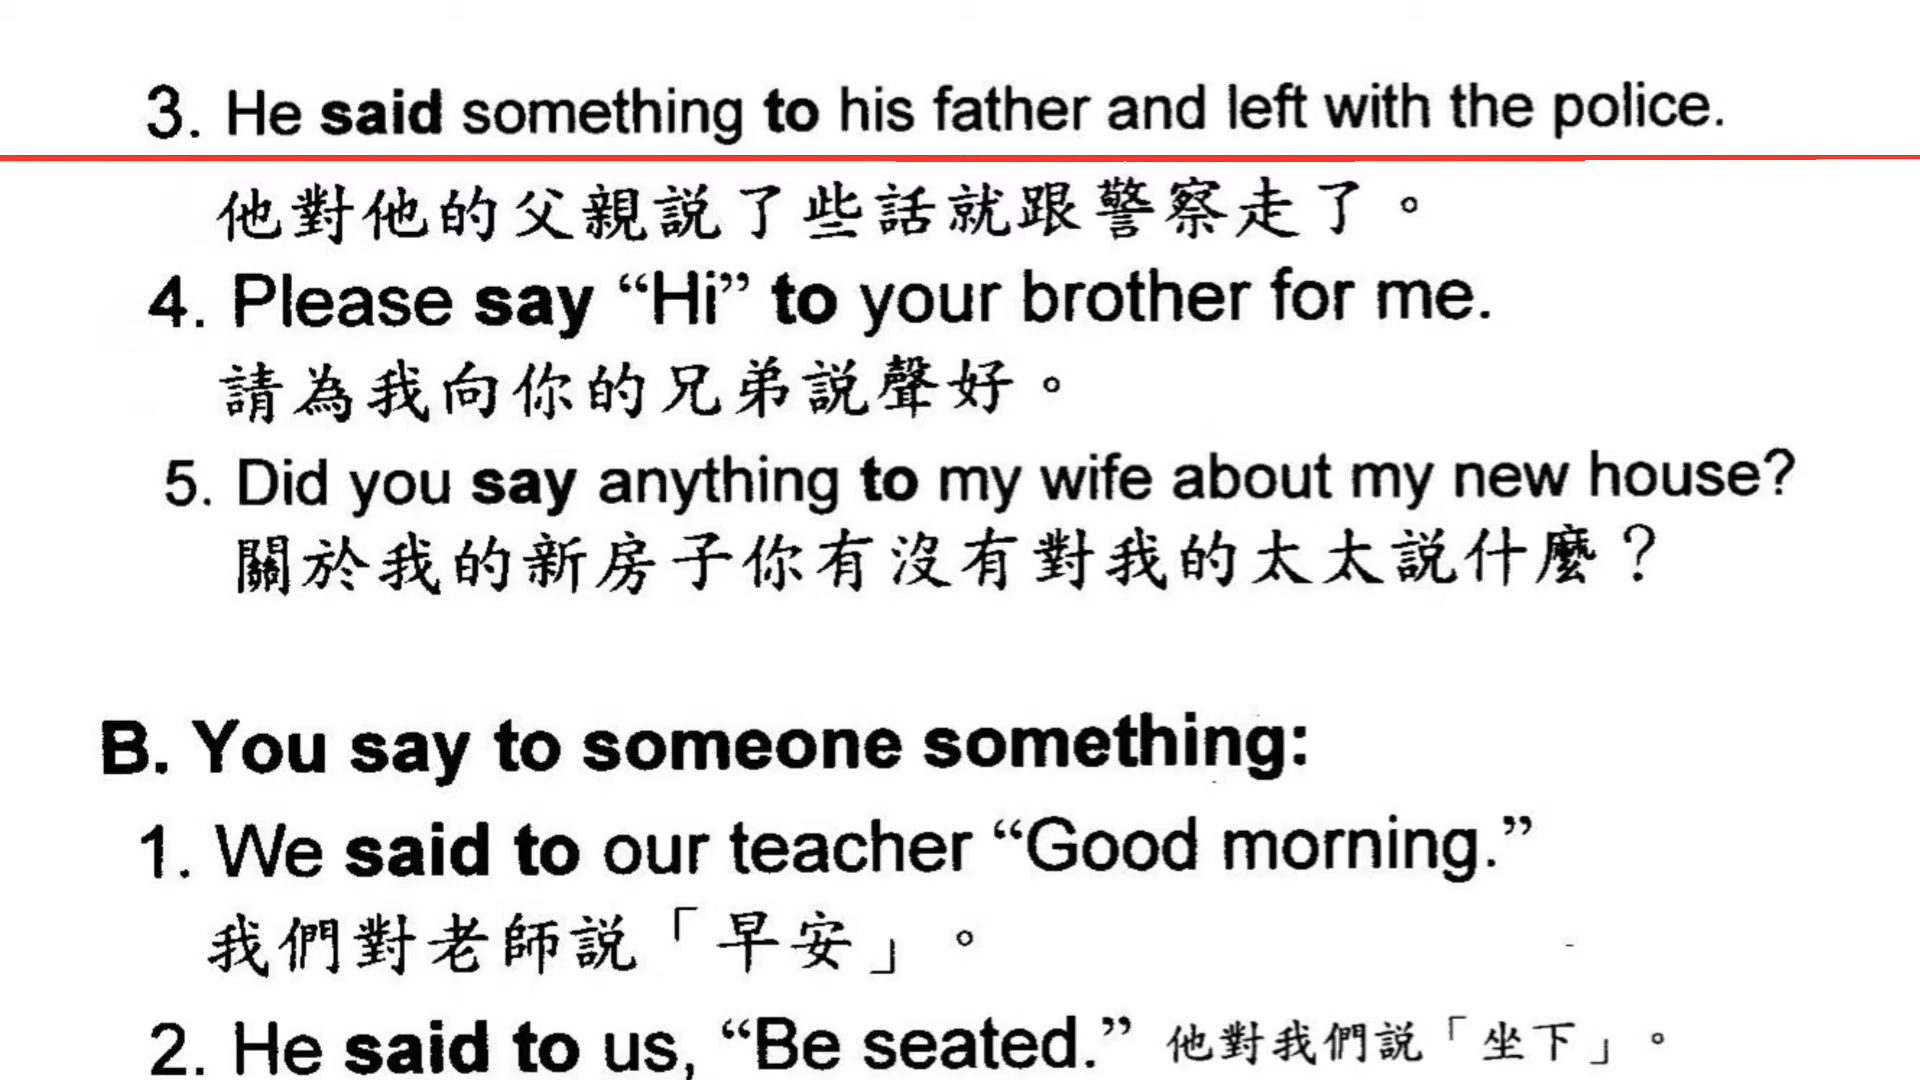 3. He said something to his father and left with the police.
他對他的父親説了些話就跟警察走了。
4. Please say “Hi” to your brother for me.
請為我向你的兄弟説聲好。
5. Did you say anything to my wife about my new house?
關於我的新房子你有沒有對我的太太説什麼？
B. You say to someone something:
1. We said to our teacher “Good morning.”
我們對老師説「早安」。
2. He said to us, “Be seated.” 他對我們説「坐下」。